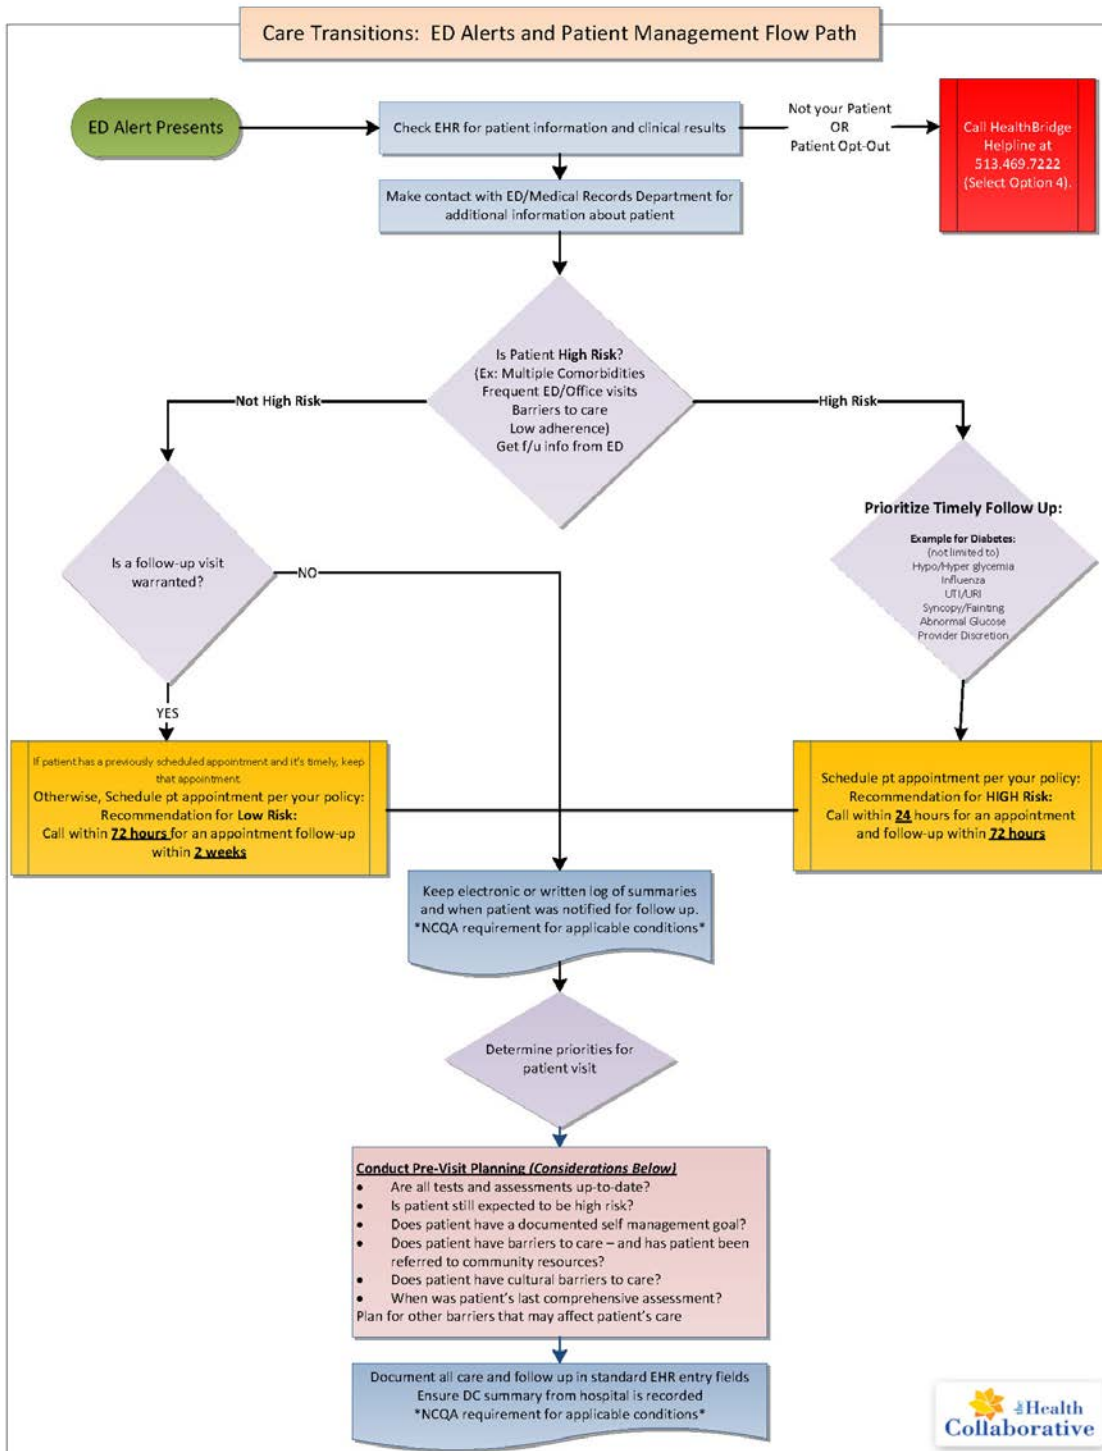 Care Transitions: ED Alerts and Patient Management Flow Path
ED Alert Presents
Check EHR for patient information and clinical results
Not your Patient
OR
Patient Opt-Out
Call HealthBridge
Helpline at
513.469.7222
(Select Option 4).
Make contact with ED/Medical Records Department for
additional information about patient
Is Patient High Risk?
(Ex: Multiple Comorbidities
Frequent ED/Office visits
Barriers to care
Low adherence)
Get f/u info from ED
Not High Risk
High Risk
Is a follow-up visit
warranted?
NO
YES
Prioritize Timely Follow Up:
Example for Diabetes:
(not limited to)
Hypo/Hyper glycemia
Influenza
UTI/URI
Syncopy/Fainting
Abnormal Glucose
Provider Discretion
If patient has a previously scheduled appointment and it's timely, keep
that appointment.
Otherwise, Schedule pt appointment per your policy:
Recommendation for Low Risk:
Call within 72 hours for an appointment follow-up
within 2 weeks
Schedule pt appointment per your policy:
Recommendation for HIGH Risk:
Call within 24 hours for an appointment
and follow-up within 72 hours
Keep electronic or written log of summaries
and when patient was notified for follow up.
*NCQA requirement for applicable conditions*
Determine priorities for
patient visit
Conduct Pre-Visit Planning (Considerations Below)
• Are all tests and assessments up-to-date?
• Is patient still expected to be high risk?
• Does patient have a documented self management goal?
• Does patient have barriers to care – and has patient been
referred to community resources?
• Does patient have cultural barriers to care?
• When was patient's last comprehensive assessment?
Plan for other barriers that may affect patient's care
Document all care and follow up in standard EHR entry fields
Ensure DC summary from hospital is recorded
*NCQA requirement for applicable conditions*
the Health
Collaborative